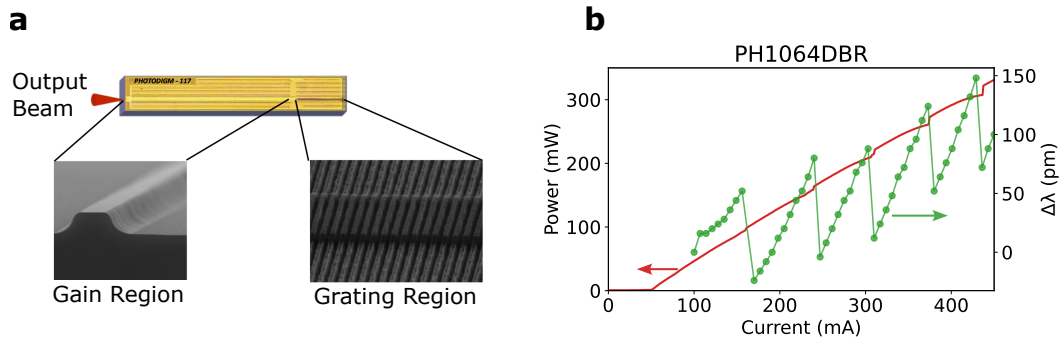 a
Output
Beam
PHOTODIGM - 117
Gain Region
Grating Region
b
PH1064DBR
Power (mW)
300
200
100
0
100
200
300
400
Current (mA)
150
100
50
0
Δλ (pm)